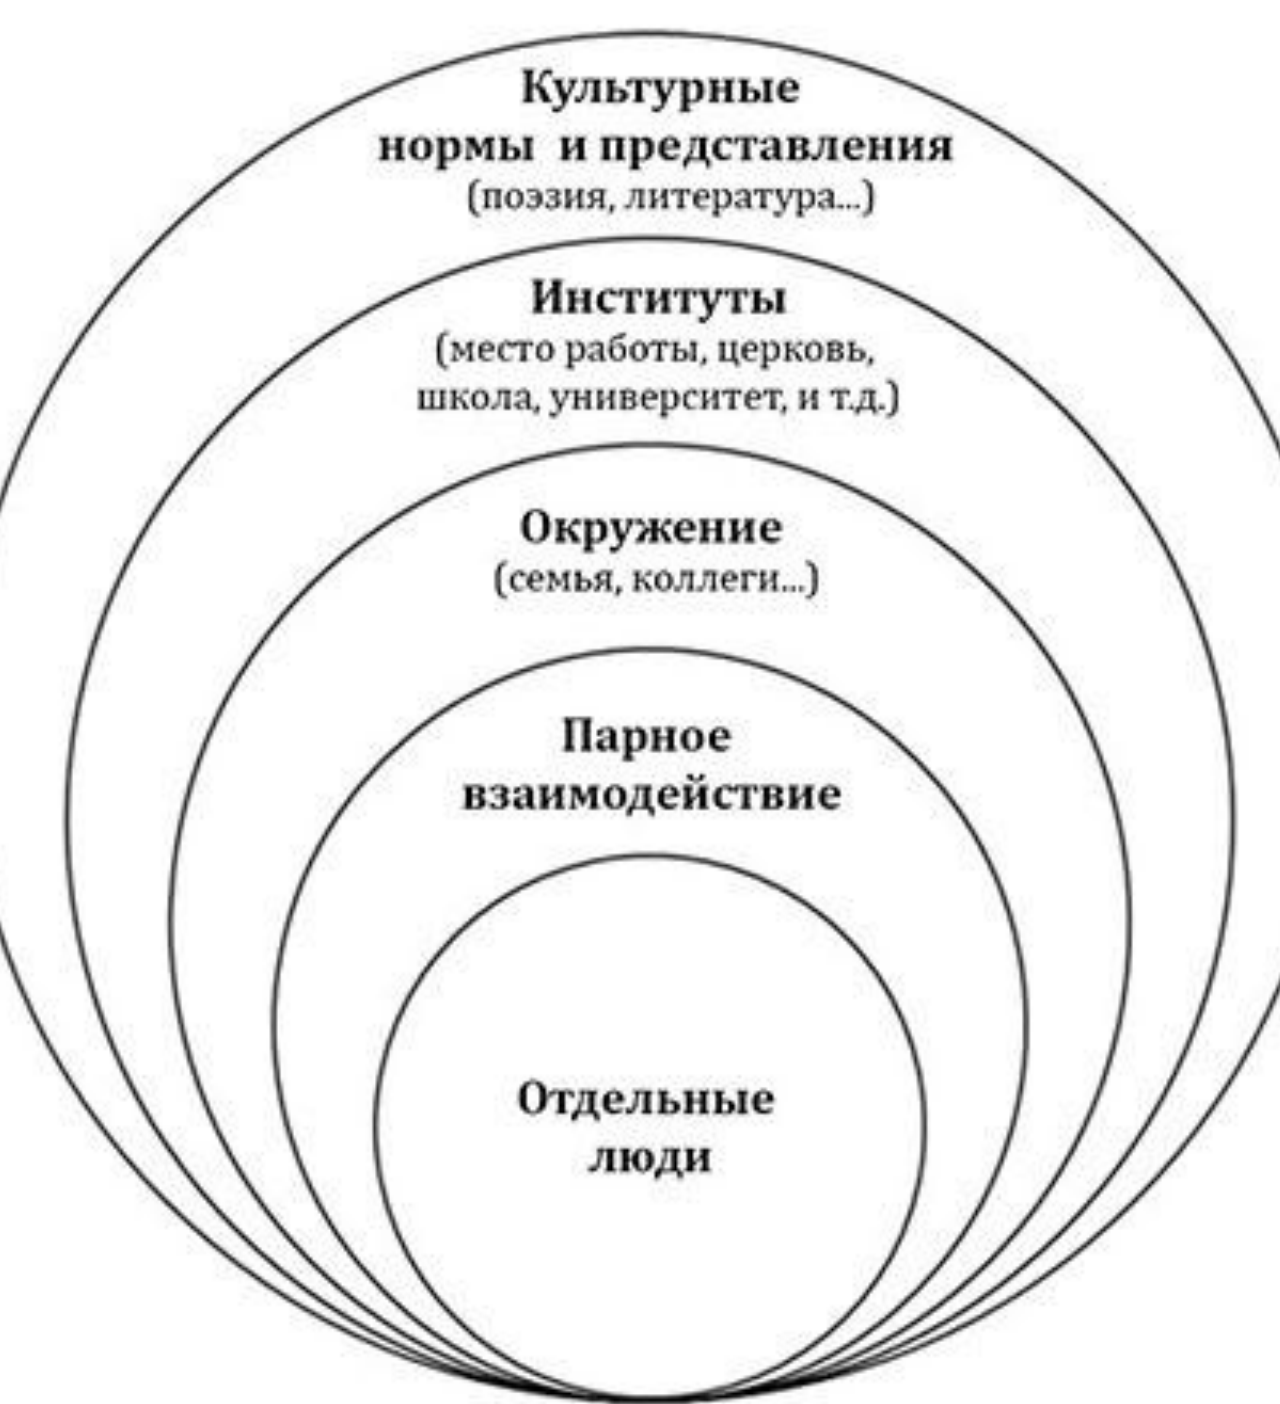 Культурные
нормы и представления
(поэзия, литература...)
Институты
(место работы, церковь,
школа, университет, и т.д.)
Окружение
(семья, коллеги...)
Парное
взаимодействие
Отдельные
люди